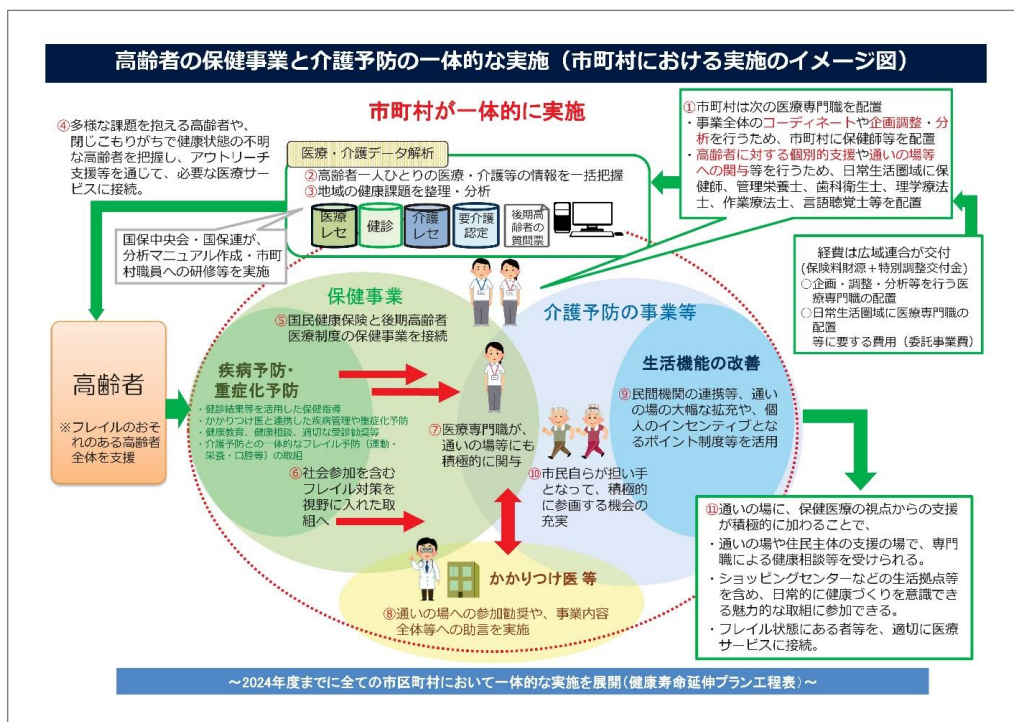 高齢者の保健事業と介護予防の一体的な実施（市町村における実施のイメージ図）
市町村が一体的に実施
④多様な課題を抱える高齢者や、
閉じこもりがちで健康状態の不明
な高齢者を把握し、アウトリーチ
支援等を通じて、必要な医療サー
ビスに接続。
医療・介護データ解析
②高齢者一人ひとりの医療・介護等の情報を一括把握
③地域の健康課題を整理・分析
医療
レセ
健診
介護
レセ
要介護
認定
後期高
齢者の
質問票
国保中央会・国保連が、
分析マニュアル作成・市町
村職員への研修等を実施
①市町村は次の医療専門職を配置
・事業全体のコーディネートや企画調整・分
析を行うため、市町村に保健師等を配置
・高齢者に対する個別的支援や通いの場等
への関与等を行うため、日常生活圏域に保
健師、管理栄養士、歯科衛生士、理学療法
士、作業療法士、言語聴覚士等を配置
経費は広域連合が交付
(保険料財源＋特別調整交付金)
○企画・調整・分析等を行う医
療専門職の配置
○日常生活圏域に医療専門職の
配置
等に要する費用（委託事業費）
高齢者
※フレイルのおそ
れのある高齢者
全体を支援
保健事業
⑤国民健康保険と後期高齢者
医療制度の保健事業を接続
疾病予防・
重症化予防
・健診結果等を活用した保健指導
・かかりつけ医と連携した疾病管理や重症化予防
・健康教育、健康相談、適切な受診勧奨等
・介護予防との一体的なフレイル予防（運動・
栄養・口腔等）の取組
⑥社会参加を含む
フレイル対策を
視野に入れた取
組へ
⑦医療専門職が、
通いの場等にも
積極的に関与
介護予防の事業等
生活機能の改善
⑨民間機関の連携等、通い
の場の大幅な拡充や、個
人のインセンティブとな
るポイント制度等を活用
⑩市民自らが担い手
となって、積極的
に参画する機会の
充実
かかりつけ医 等
⑧通いの場への参加勧奨や、事業内容
全体等への助言を実施
⑪通いの場に、保健医療の視点からの支援
が積極的に加わることで、
・通いの場や住民主体の支援の場で、専門
職による健康相談等を受けられる。
・ショッピングセンターなどの生活拠点等
を含め、日常的に健康づくりを意識でき
る魅力的な取組に参加できる。
・フレイル状態にある者等を、適切に医療
サービスに接続。
～2024年度までに全ての市区町村において一体的な実施を展開（健康寿命延伸プラン工程表）～